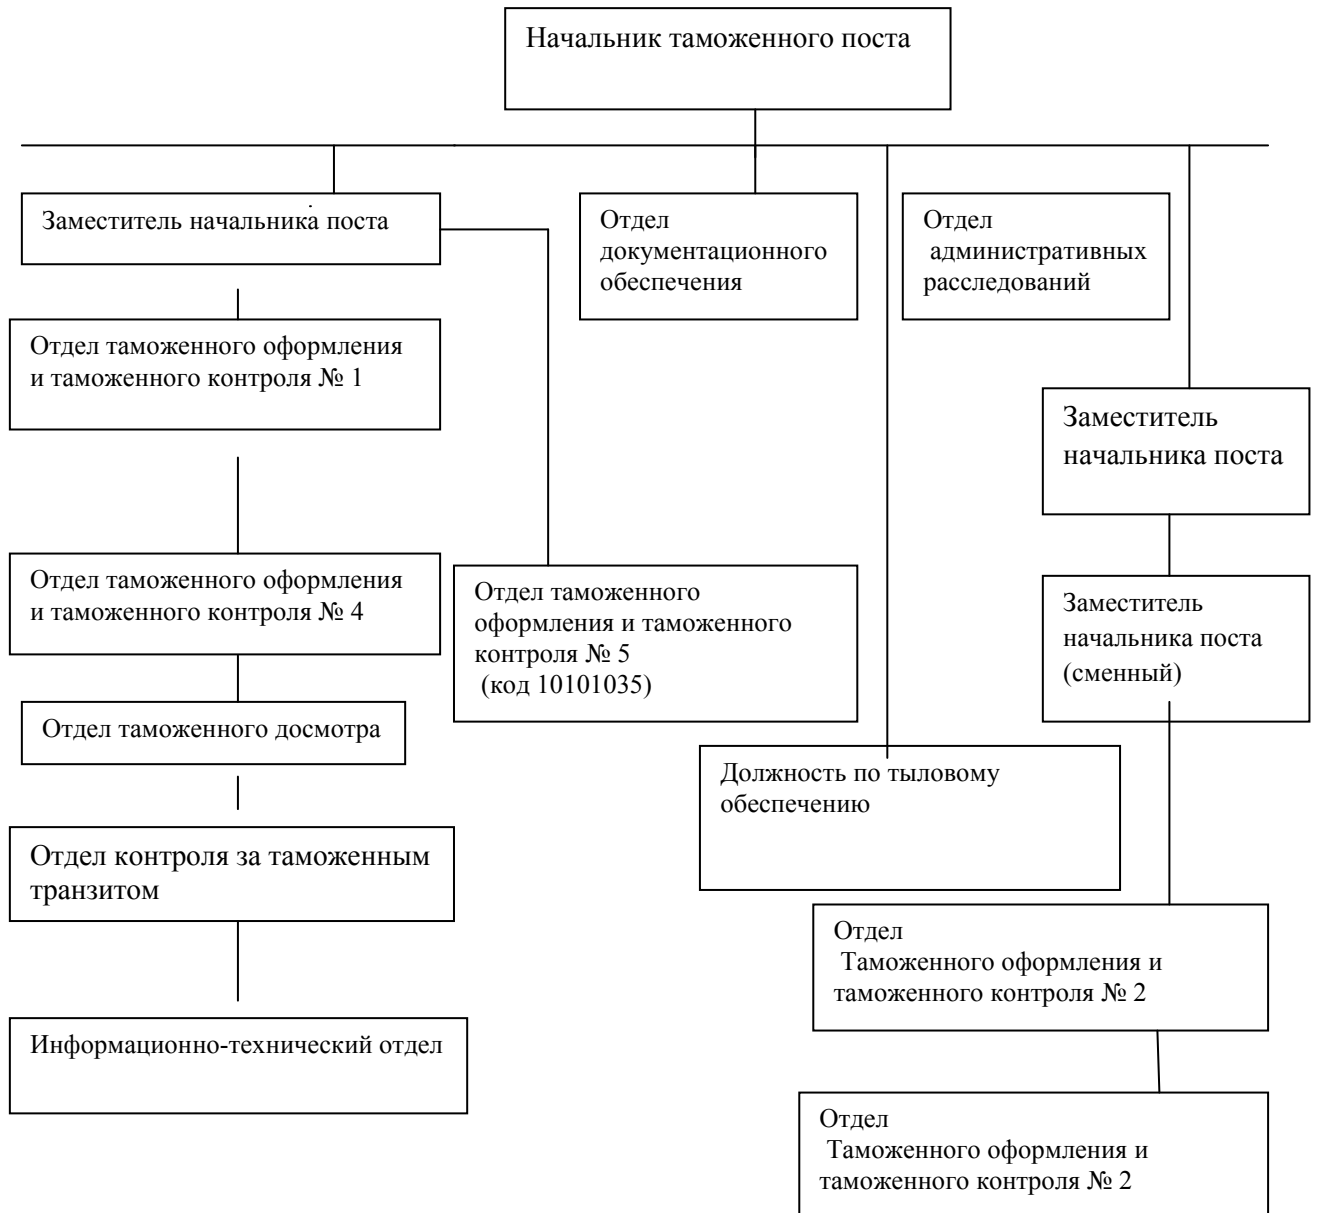 Начальник таможенного поста
Заместитель начальника поста
Отдел
документационного
обеспечения
Отдел
административных
расследований
Отдел таможенного оформления
и таможенного контроля № 1
Заместитель
начальника поста
Отдел таможенного оформления
и таможенного контроля № 4
Отдел таможенного
оформления и таможенного
контроля № 5
(код 10101035)
Заместитель
начальника поста
(сменный)
Отдел таможенного досмотра
Должность по тыловому
обеспечению
Отдел контроля за таможенным
транзитом
Отдел
Таможенного оформления и
таможенного контроля № 2
Информационно-технический отдел
Отдел
Таможенного оформления и
таможенного контроля № 2